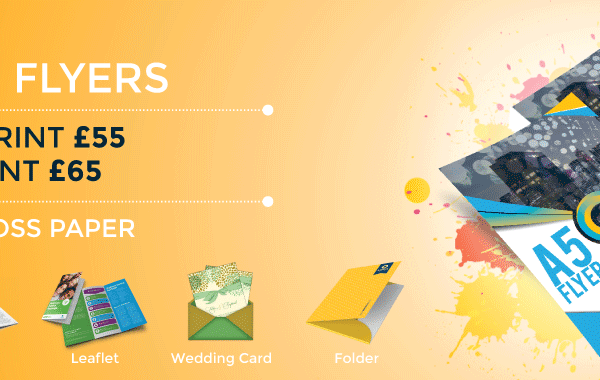 FLYERS
RINT £55
NT £65
OSS PAPER
A5
FLYER
Leaflet
Wedding Card
Folder